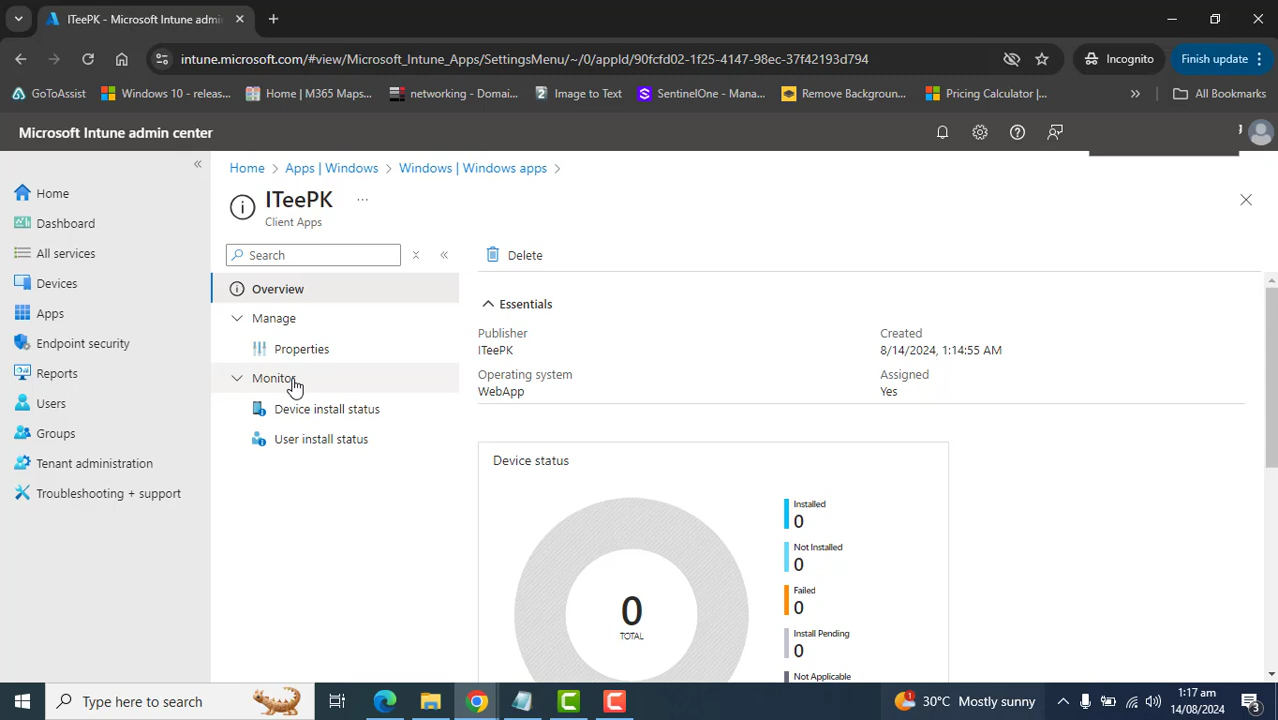 ITeePK - Microsoft Intune admi
intune.microsoft.com/#view/Microsoft_Intune_Apps/SettingsMenu/~/0/appId/90fcfd02-1f25-4147-98ec-37f42193d794
Incognito
Finish update
GoToAssist
Windows 10 - releas...
Home | M365 Maps...
networking - Domai...
Image to Text
SentinelOne - Mana...
Remove Backgroun...
Pricing Calculator |...
»
All Bookmarks
Microsoft Intune admin center
«
Home
Dashboard
All services
Devices
Apps
Endpoint security
Reports
Users
Groups
Tenant administration
Troubleshooting + support
Home > Apps | Windows > Windows | Windows apps >
ITeePK ...
Client Apps
Search
«
Overview
Manage
Properties
Monitor
Device install status
User install status
Delete
Essentials
Publisher
ITeePK
Operating system
WebApp
Created
8/14/2024, 1:14:55 AM
Assigned
Yes
Device status
0
TOTAL
Installed
0
Not Installed
0
Failed
0
Install Pending
0
Not Applicable
Type here to search
1
30°C Mostly sunny
1:17 am
14/08/2024
3